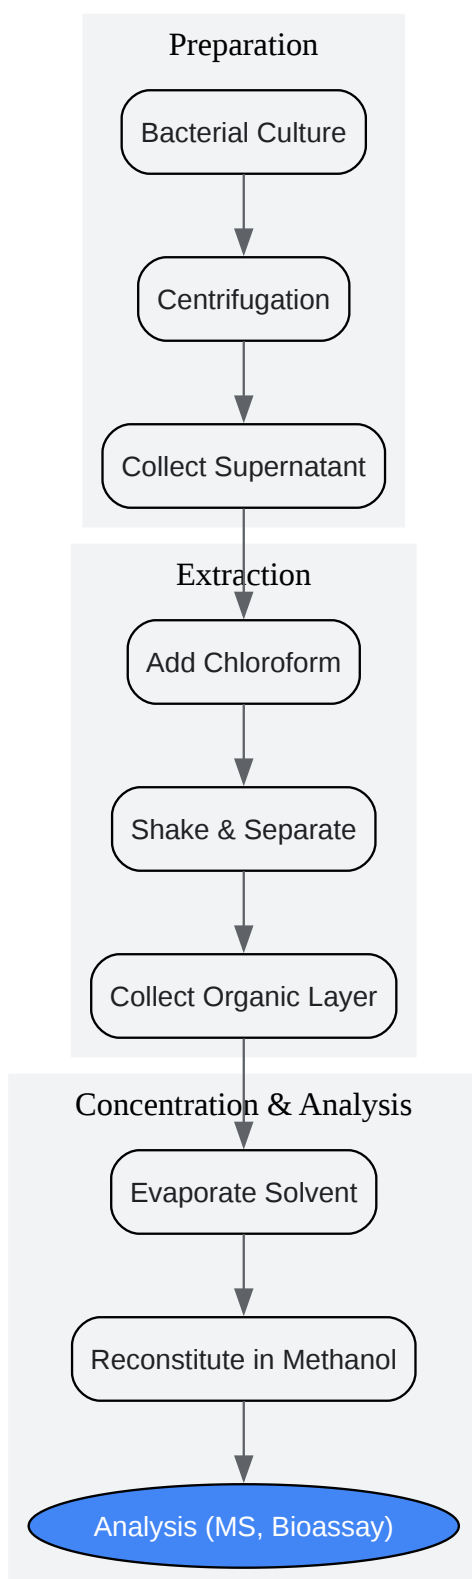 Preparation
Bacterial Culture
Centrifugation
Collect Supernatant
Extraction
Add Chloroform
Shake & Separate
Collect Organic Layer
Concentration & Analysis
Evaporate Solvent
Reconstitute in Methanol
Analysis (MS, Bioassay)